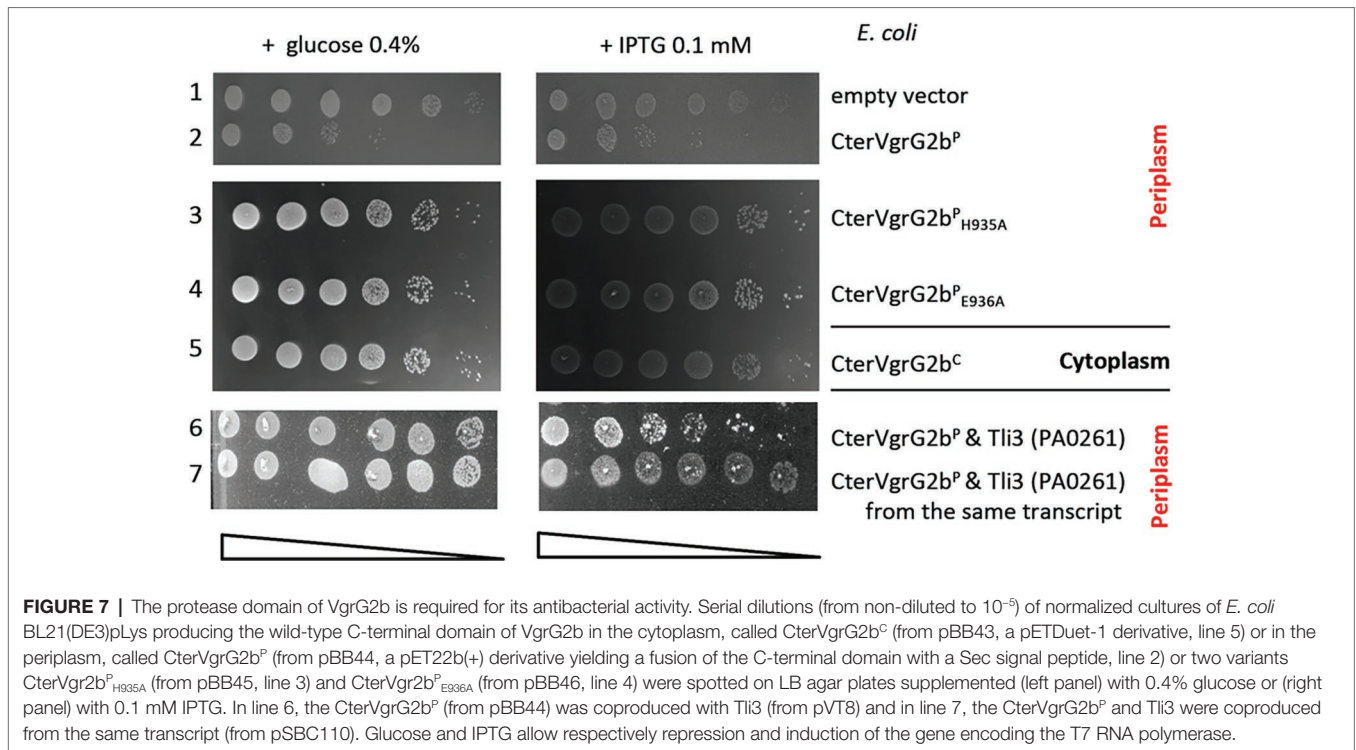 + glucose 0.4%
+ IPTG 0.1 mM
E. coli
1
empty vector
2
CterVgrG2bᴾ
3
CterVgrG2bᴾH935A
4
CterVgrG2bᴾE936A
Periplasm
5
CterVgrG2bᶜ
Cytoplasm
6
CterVgrG2bᴾ & Tli3 (PA0261)
7
CterVgrG2bᴾ & Tli3 (PA0261)
from the same transcript
Periplasm
FIGURE 7 | The protease domain of VgrG2b is required for its antibacterial activity. Serial dilutions (from non-diluted to 10⁻⁵) of normalized cultures of E. coli
BL21(DE3)pLys producing the wild-type C-terminal domain of VgrG2b in the cytoplasm, called CterVgrG2bᶜ (from pBB43, a pETDuet-1 derivative, line 5) or in the
periplasm, called CterVgrG2bᴾ (from pBB44, a pET22b(+) derivative yielding a fusion of the C-terminal domain with a Sec signal peptide, line 2) or two variants
CterVgr2bᴾH935A (from pBB45, line 3) and CterVgr2bᴾE936A (from pBB46, line 4) were spotted on LB agar plates supplemented (left panel) with 0.4% glucose or (right
panel) with 0.1 mM IPTG. In line 6, the CterVgrG2bᴾ (from pBB44) was coproduced with Tli3 (from pVT8) and in line 7, the CterVgrG2bᴾ and Tli3 were coproduced
from the same transcript (from pSBC110). Glucose and IPTG allow respectively repression and induction of the gene encoding the T7 RNA polymerase.